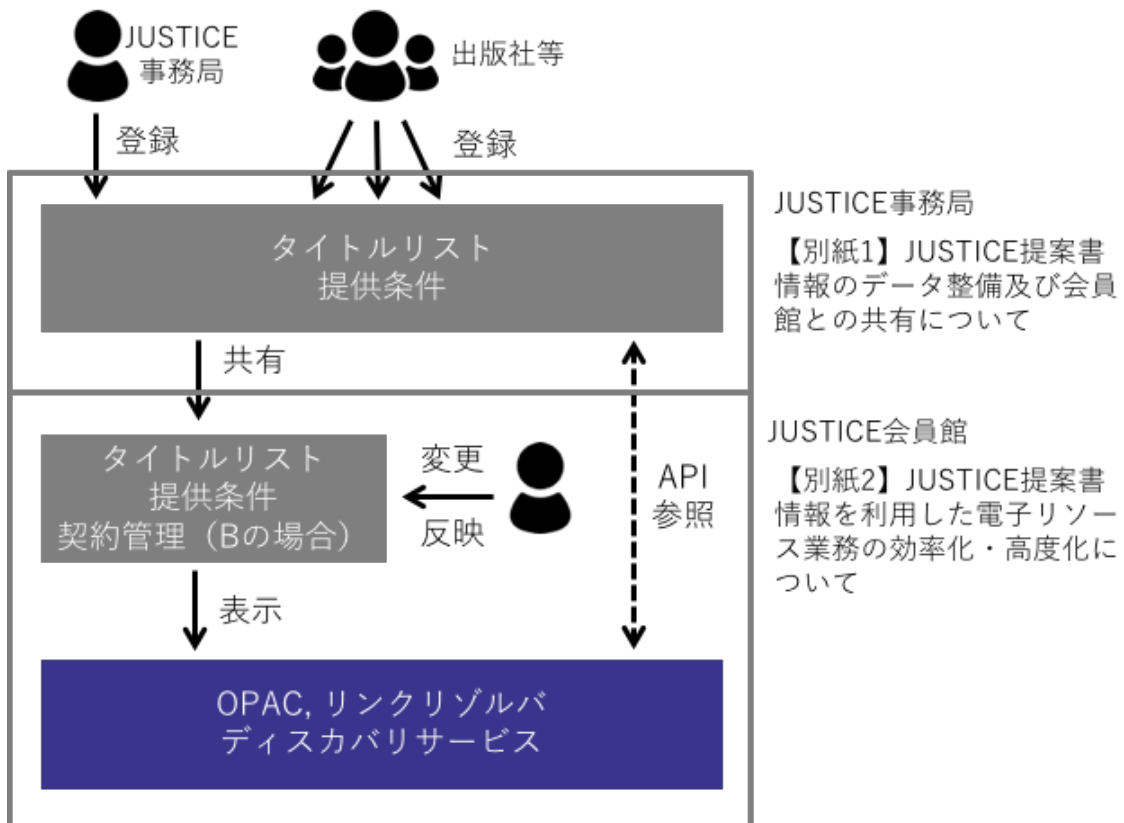 JUSTICE
事務局
出版社等
登録
登録
タイトルリスト
提供条件
JUSTICE事務局
【別紙1】JUSTICE提案書
情報のデータ整備及び会員
館との共有について
共有
タイトルリスト
提供条件
契約管理（Bの場合）
変更
反映
API
参照
JUSTICE会員館
【別紙2】JUSTICE提案書
情報を利用した電子リソー
ス業務の効率化・高度化に
ついて
表示
OPAC, リンクリゾルバ
ディスカバリサービス